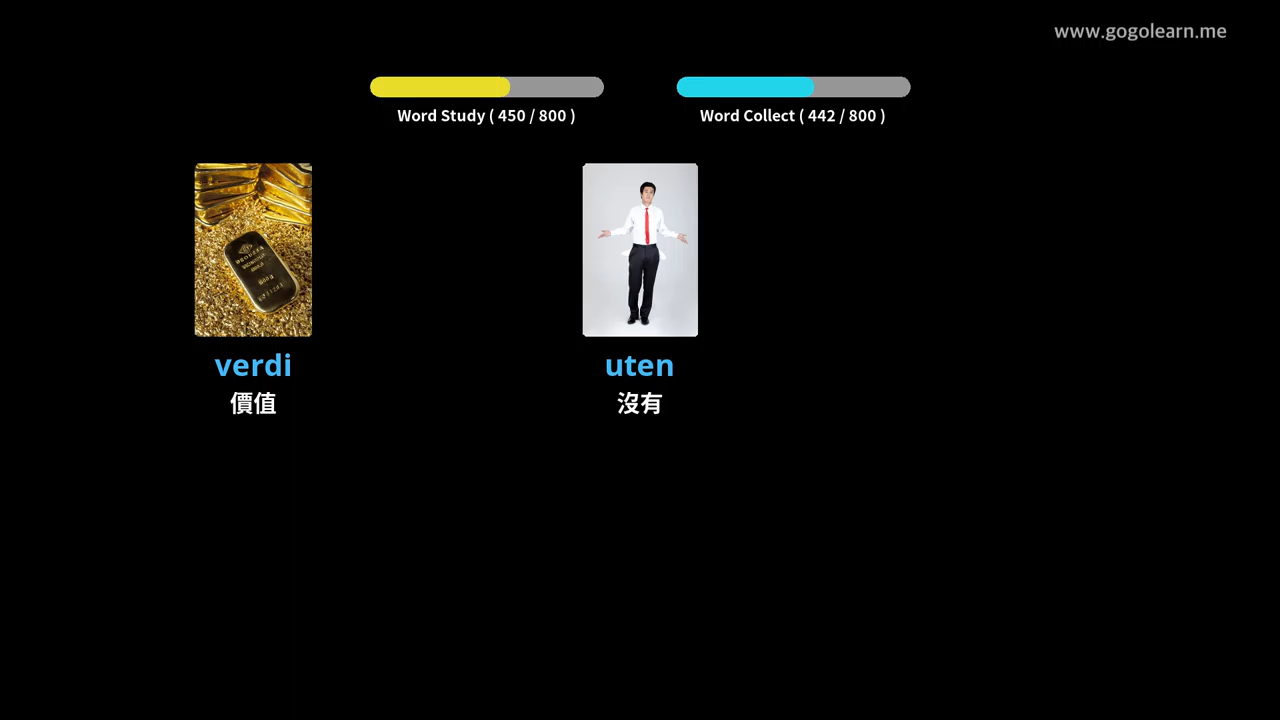 www.gogolearn.me
Word Study ( 450 / 800 )
Word Collect ( 442 / 800 )
verdi
uten
價值
沒有